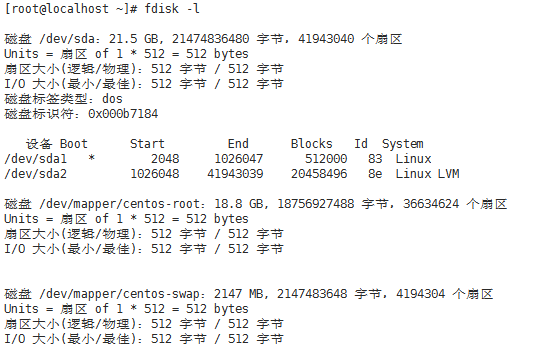 [root@localhost ~]# fdisk -l
磁盘 /dev/sda：21.5 GB, 21474836480 字节，41943040 个扇区
Units = 扇区 of 1 * 512 = 512 bytes
扇区大小(逻辑/物理)：512 字节 / 512 字节
I/O 大小(最小/最佳)：512 字节 / 512 字节
磁盘标签类型：dos
磁盘标识符：0x000b7184
设备 Boot Start End Blocks Id System
/dev/sda1 * 2048 1026047 512000 83 Linux
/dev/sda2 1026048 41943039 20458496 8e Linux LVM
磁盘 /dev/mapper/centos-root：18.8 GB, 18756927488 字节，36634624 个扇区
Units = 扇区 of 1 * 512 = 512 bytes
扇区大小(逻辑/物理)：512 字节 / 512 字节
I/O 大小(最小/最佳)：512 字节 / 512 字节
磁盘 /dev/mapper/centos-swap：2147 MB, 2147483648 字节，4194304 个扇区
Units = 扇区 of 1 * 512 = 512 bytes
扇区大小(逻辑/物理)：512 字节 / 512 字节
I/O 大小(最小/最佳)：512 字节 / 512 字节